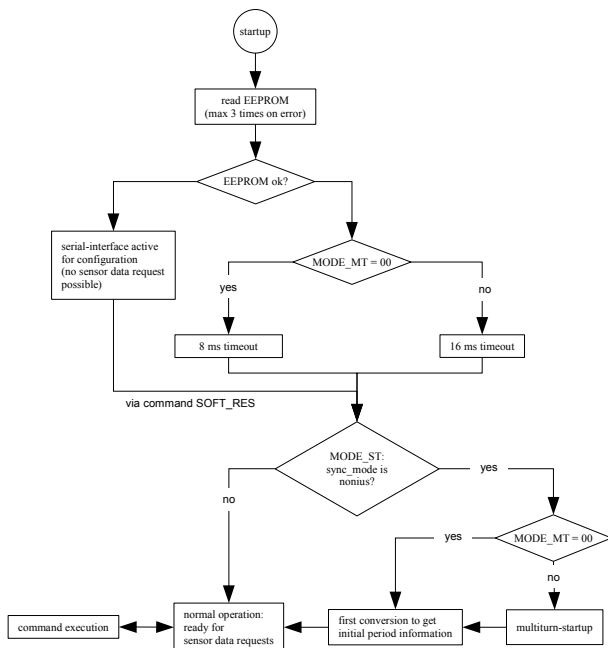 startup
read EEPROM
(max 3 times on error)
EEPROM ok?
serial-interface active
for configuration
(no sensor data request
possible)
MODE_MT = 00
yes
no
8 ms timeout
16 ms timeout
via command SOFT_RES
MODE_ST:
sync_mode is
nonius?
yes
no
MODE_MT = 00
yes
no
command execution
normal operation:
ready for
sensor data requests
first conversion to get
initial period information
multiturn-startup